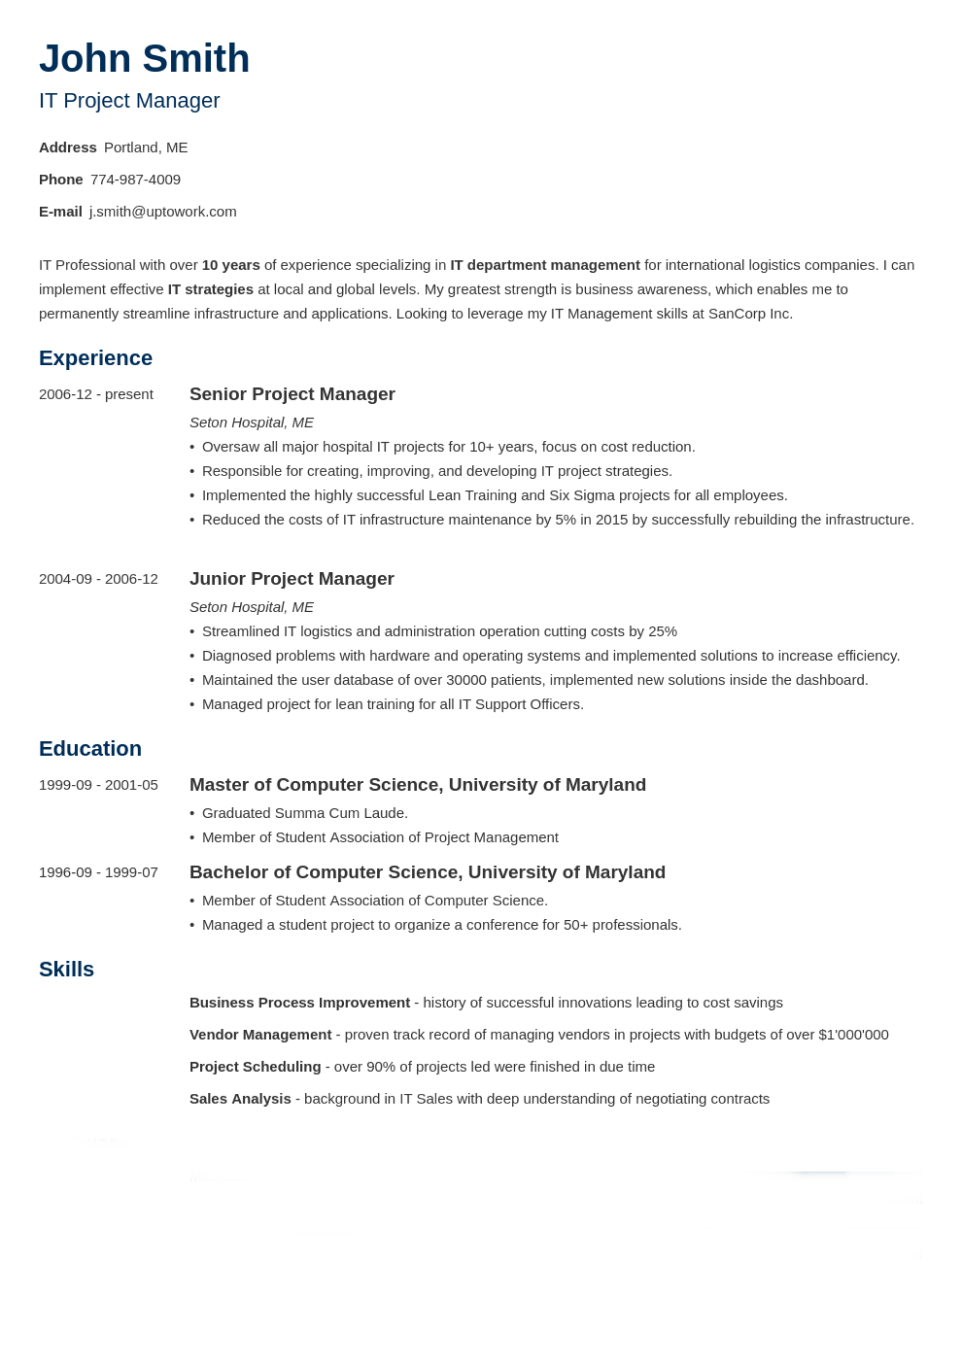 John Smith
IT Project Manager
Address Portland, ME
Phone 774-987-4009
E-mail j.smith@uptowork.com
IT Professional with over 10 years of experience specializing in IT department management for international logistics companies. I can
implement effective IT strategies at local and global levels. My greatest strength is business awareness, which enables me to
permanently streamline infrastructure and applications. Looking to leverage my IT Management skills at SanCorp Inc.
Experience
2006-12 - present Senior Project Manager
Seton Hospital, ME
• Oversaw all major hospital IT projects for 10+ years, focus on cost reduction.
• Responsible for creating, improving, and developing IT project strategies.
• Implemented the highly successful Lean Training and Six Sigma projects for all employees.
• Reduced the costs of IT infrastructure maintenance by 5% in 2015 by successfully rebuilding the infrastructure.
2004-09 - 2006-12 Junior Project Manager
Seton Hospital, ME
• Streamlined IT logistics and administration operation cutting costs by 25%
• Diagnosed problems with hardware and operating systems and implemented solutions to increase efficiency.
• Maintained the user database of over 30000 patients, implemented new solutions inside the dashboard.
• Managed project for lean training for all IT Support Officers.
Education
1999-09 - 2001-05 Master of Computer Science, University of Maryland
• Graduated Summa Cum Laude.
• Member of Student Association of Project Management
1996-09 - 1999-07 Bachelor of Computer Science, University of Maryland
• Member of Student Association of Computer Science.
• Managed a student project to organize a conference for 50+ professionals.
Skills
Business Process Improvement - history of successful innovations leading to cost savings
Vendor Management - proven track record of managing vendors in projects with budgets of over $1'000'000
Project Scheduling - over 90% of projects led were finished in due time
Sales Analysis - background in IT Sales with deep understanding of negotiating contracts